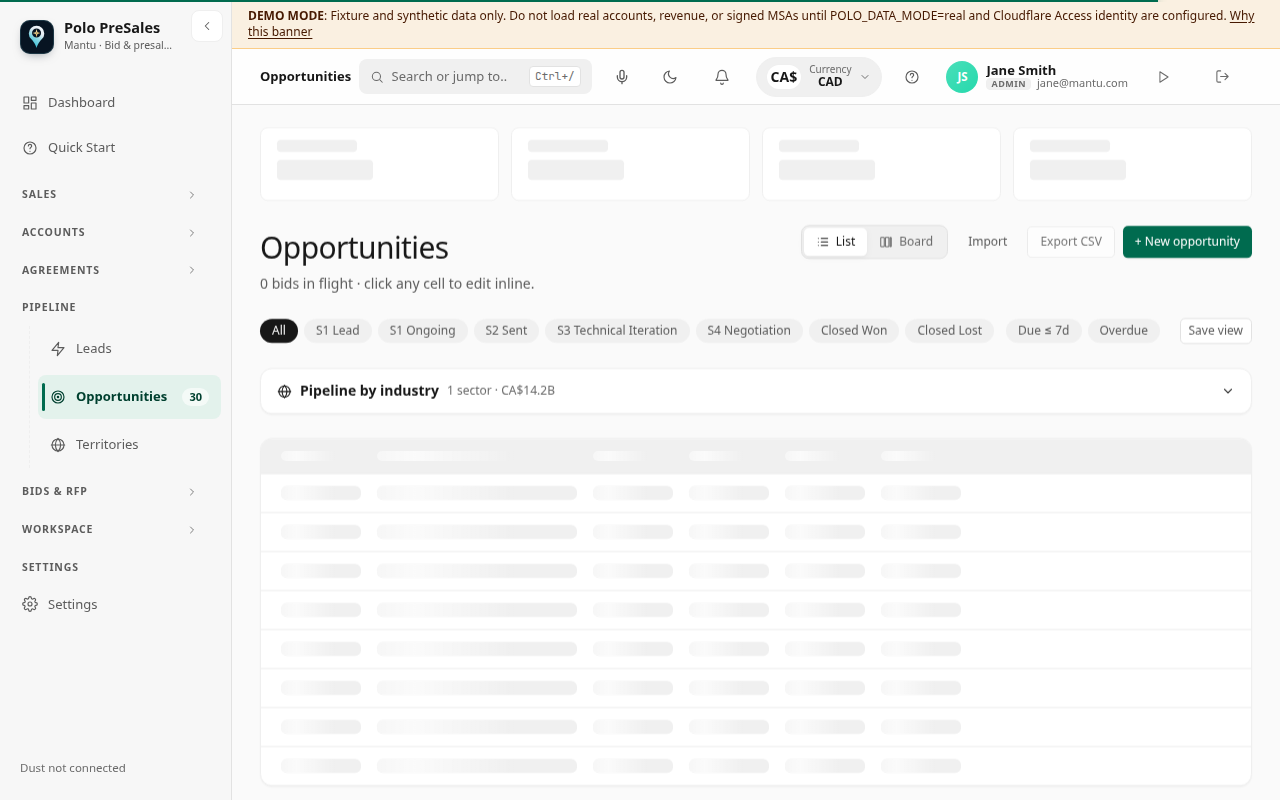 Polo PreSales
Mantu · Bid & presal...
Dashboard
Quick Start
SALES
ACCOUNTS
AGREEMENTS
PIPELINE
Leads
Opportunities 30
Territories
BIDS & RFP
WORKSPACE
SETTINGS
Settings
Dust not connected
DEMO MODE: Fixture and synthetic data only. Do not load real accounts, revenue, or signed MSAs until POLO_DATA_MODE=real and Cloudflare Access identity are configured. Why
this banner
Opportunities
Search or jump to.. Ctrl+/
CA$ Currency
CAD
JS Jane Smith
ADMIN jane@mantu.com
Opportunities
List Board Import Export CSV + New opportunity
0 bids in flight · click any cell to edit inline.
All S1 Lead S1 Ongoing S2 Sent S3 Technical Iteration S4 Negotiation Closed Won Closed Lost Due ≤ 7d Overdue Save view
Pipeline by industry 1 sector · CA$14.2B